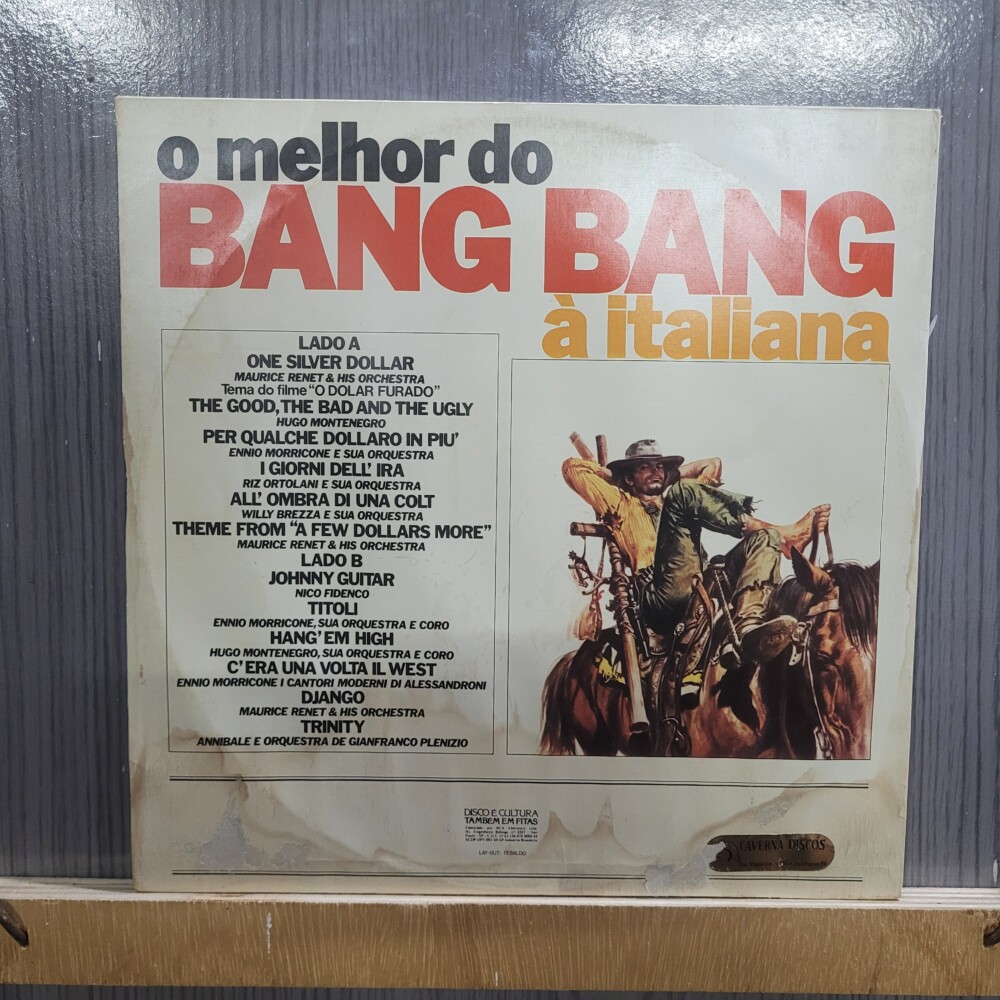 o melhor do
BANG BANG
à italiana
LADO A
ONE SILVER DOLLAR
MAURICE RENET & HIS ORCHESTRA
Tema do filme "O DOLAR FURADO"
THE GOOD, THE BAD AND THE UGLY
HUGO MONTENEGRO
PER QUALCHE DOLLARO IN PIU'
ENNIO MORRICONE E SUA ORQUESTRA
I GIORNI DELL' IRA
RIZ ORTOLANI E SUA ORQUESTRA
ALL' OMBRA DI UNA COLT
WILLY BREZZA E SUA ORQUESTRA
THEME FROM "A FEW DOLLARS MORE"
MAURICE RENET & HIS ORCHESTRA
LADO B
JOHNNY GUITAR
NICO FIDENCO
TITOLI
ENNIO MORRICONE, SUA ORQUESTRA E CORO
HANG' EM HIGH
HUGO MONTENEGRO, SUA ORQUESTRA E CORO
C' ERA UNA VOLTA IL WEST
ENNIO MORRICONE I CANTORI MODERNI DI ALESSANDRONI
DJANGO
MAURICE RENET & HIS ORCHESTRA
TRINITY
ANNIBALE E ORQUESTRA DE GIANFRANCO PLENIZIO
DISCO É CULTURA
TAMBEM EM FITAS
LAY-OUT: TEBALDO
CAVERNA DISCOS